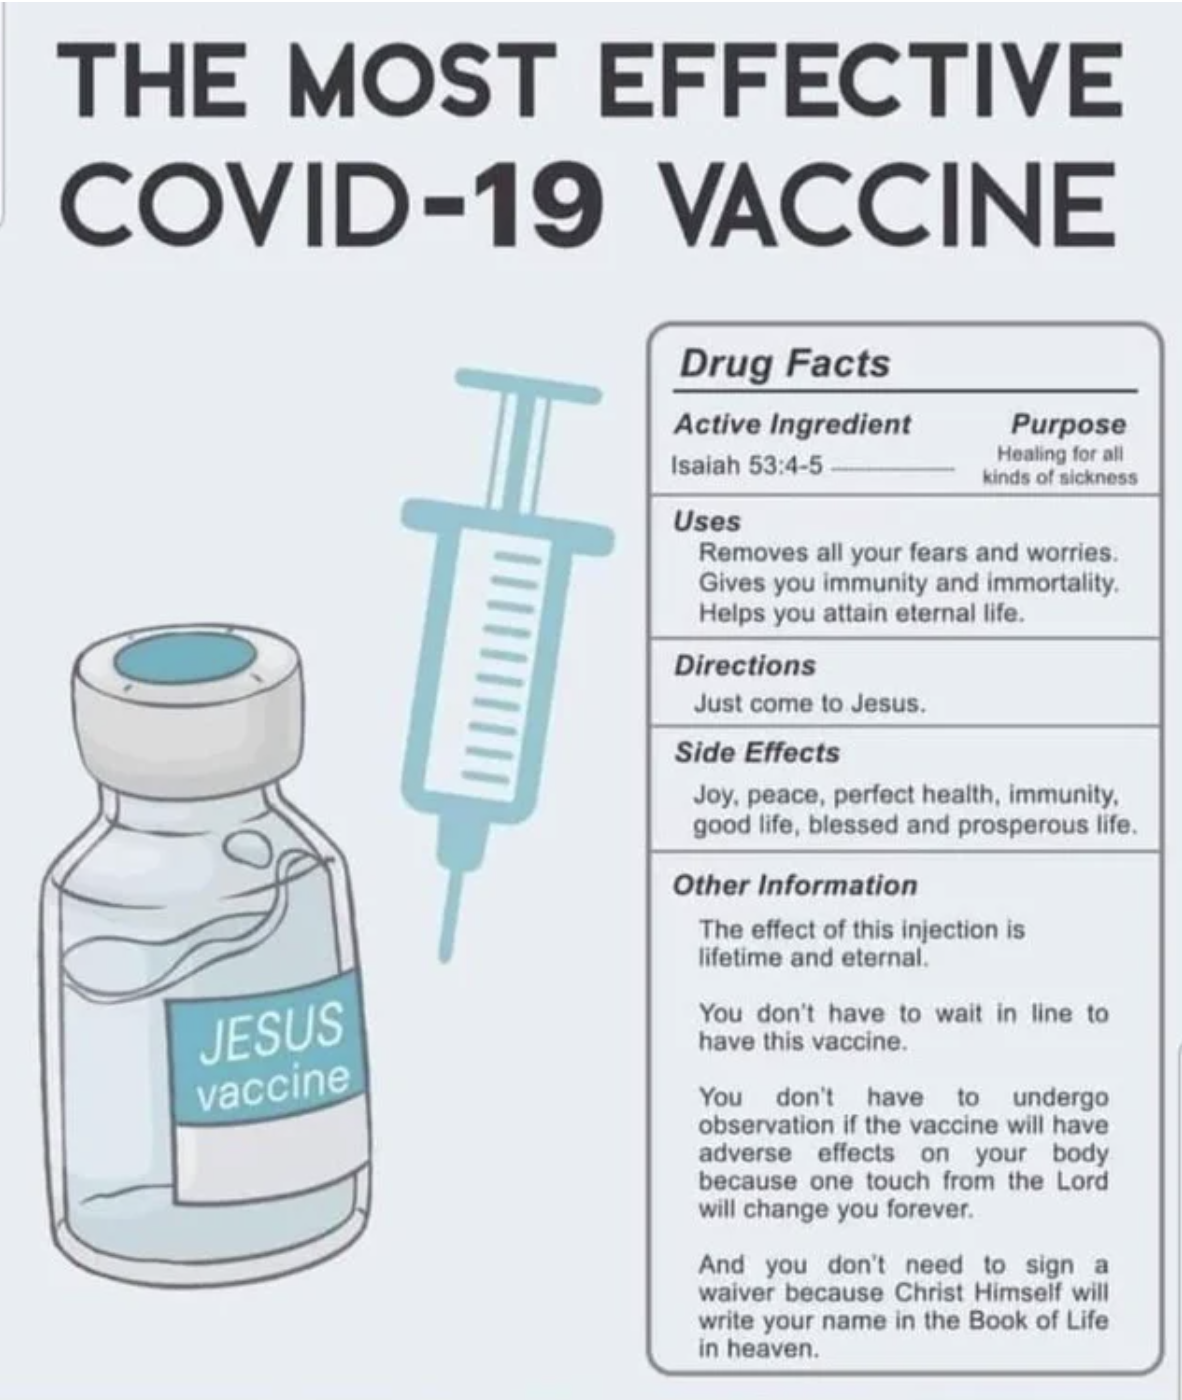 THE MOST EFFECTIVE
COVID-19 VACCINE
Drug Facts
Active Ingredient Purpose
Isaiah 53:4-5 Healing for all
kinds of sickness
Uses
Removes all your fears and worries.
Gives you immunity and immortality.
Helps you attain eternal life.
Directions
Just come to Jesus.
Side Effects
Joy, peace, perfect health, immunity,
good life, blessed and prosperous life.
Other Information
The effect of this injection is
lifetime and eternal.
You don't have to wait in line to
have this vaccine.
You don't have to undergo
observation if the vaccine will have
adverse effects on your body
because one touch from the Lord
will change you forever.
And you don't need to sign a
waiver because Christ Himself will
write your name in the Book of Life
in heaven.
JESUS
vaccine